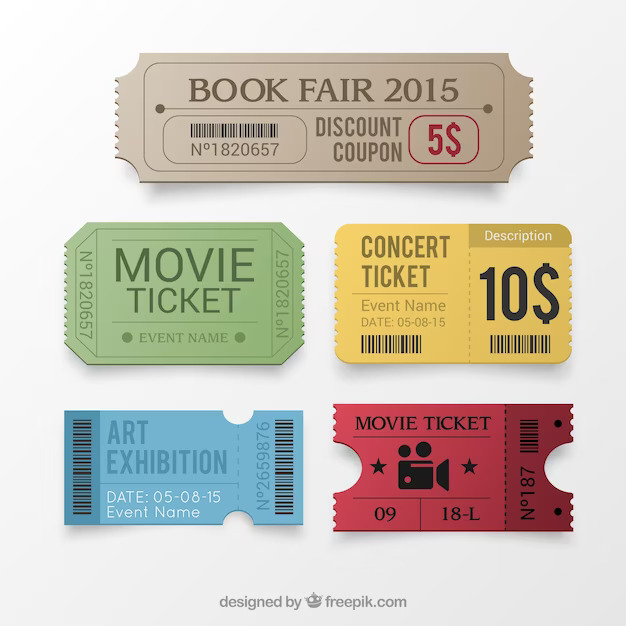 BOOK FAIR 2015
Nº1820657
DISCOUNT
COUPON
5$
Nº1820657
MOVIE
TICKET
EVENT NAME
Nº1820657
CONCERT
TICKET
Event Name
DATE: 05-08-15
Description
10$
ART
EXHIBITION
DATE: 05-08-15
Event Name
Nº2659876
MOVIE TICKET
09
18-L
Nº187
designed by freepik.com